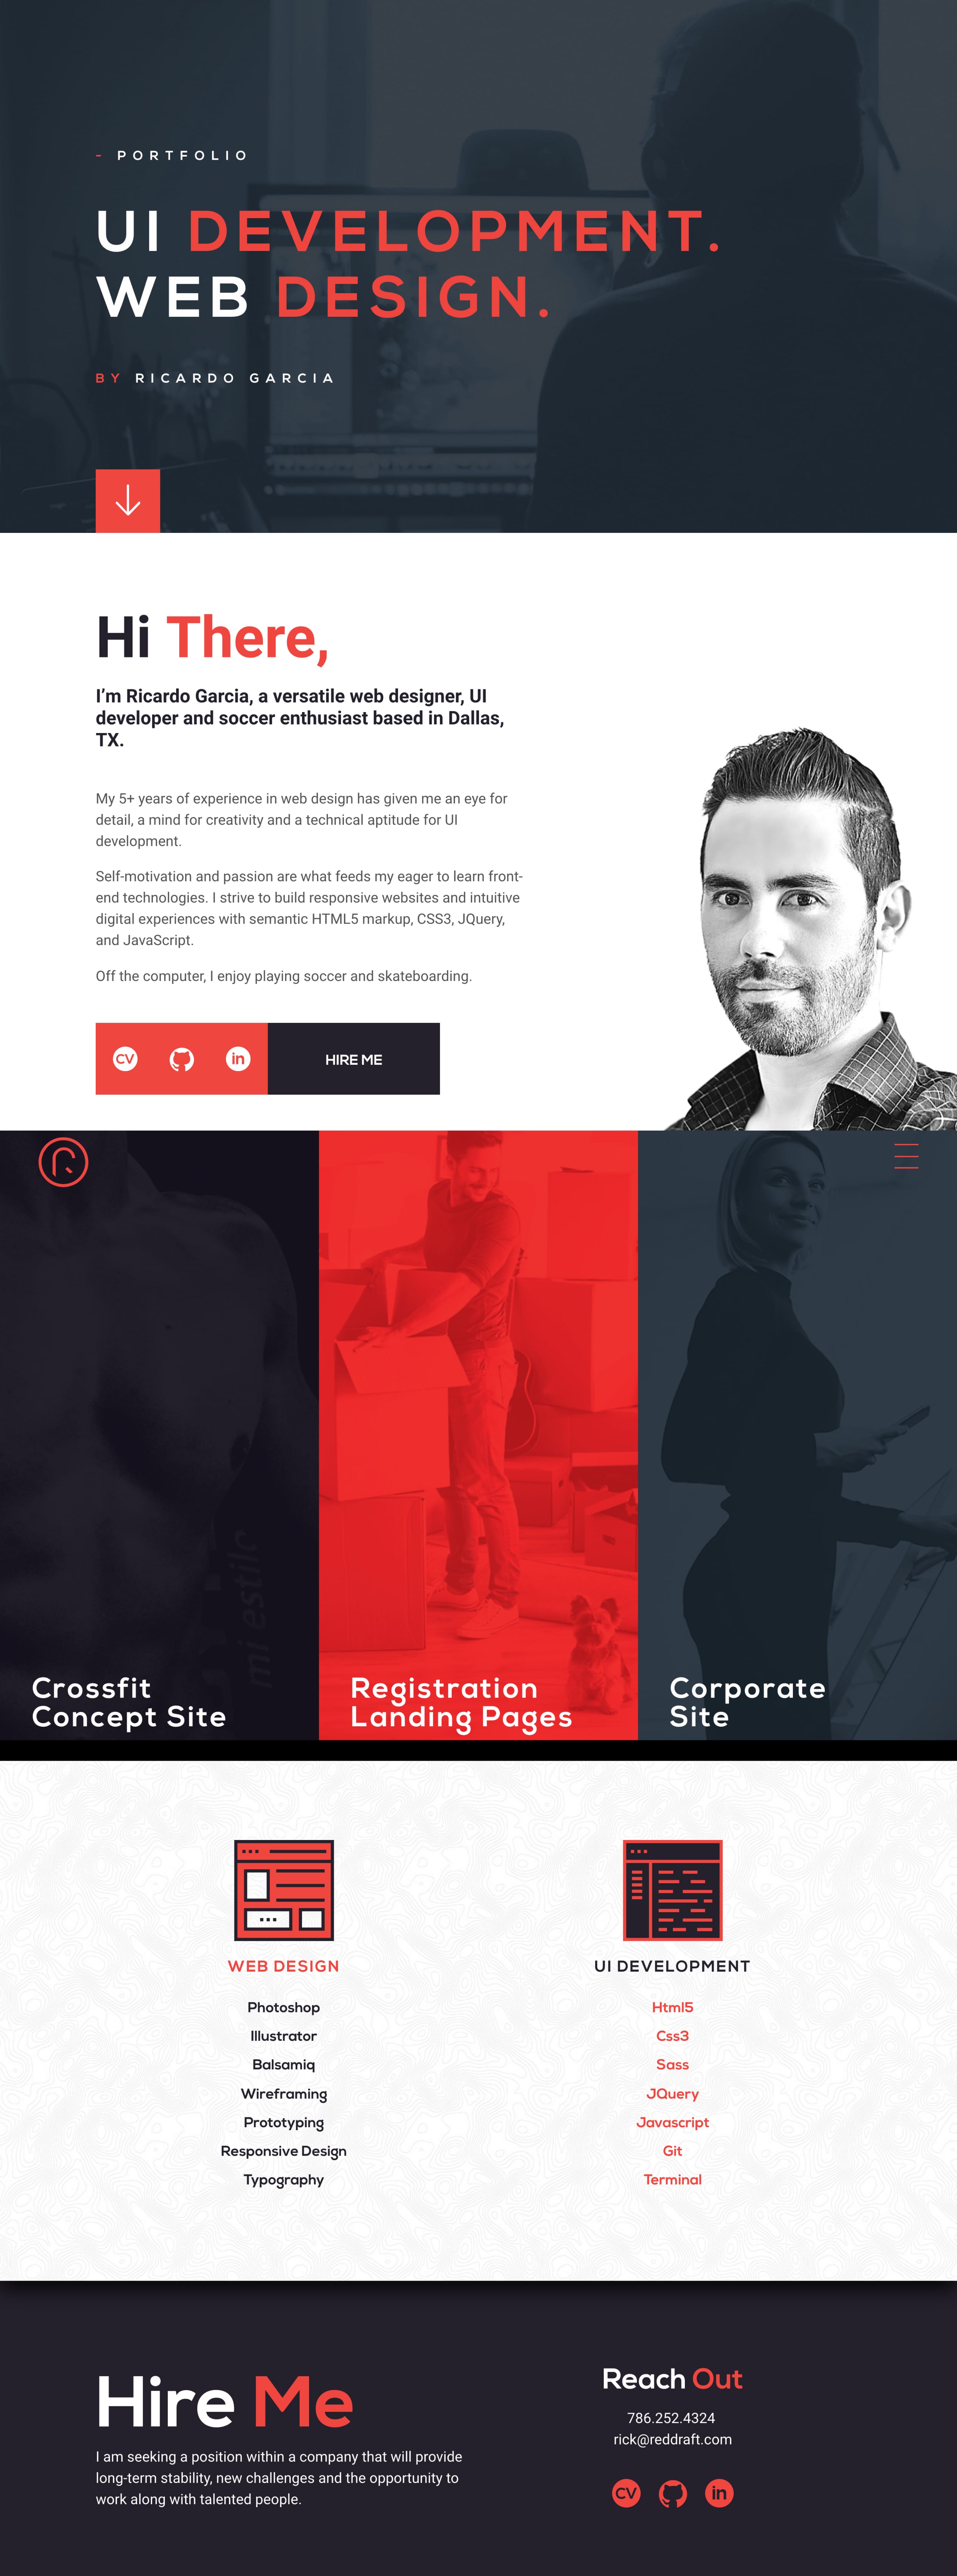 - PORTFOLIO
UI DEVELOPMENT.
WEB DESIGN.
BY RICARDO GARCIA
Hi There,
I’m Ricardo Garcia, a versatile web designer, UI
developer and soccer enthusiast based in Dallas,
TX.
My 5+ years of experience in web design has given me an eye for
detail, a mind for creativity and a technical aptitude for UI
development.
Self-motivation and passion are what feeds my eager to learn front-
end technologies. I strive to build responsive websites and intuitive
digital experiences with semantic HTML5 markup, CSS3, JQuery,
and JavaScript.
Off the computer, I enjoy playing soccer and skateboarding.
CV
in
HIRE ME
mi estilo
Crossfit
Concept Site
Registration
Landing Pages
Corporate
Site
WEB DESIGN
Photoshop
Illustrator
Balsamiq
Wireframing
Prototyping
Responsive Design
Typography
UI DEVELOPMENT
Html5
Css3
Sass
JQuery
Javascript
Git
Terminal
Hire Me
I am seeking a position within a company that will provide
long-term stability, new challenges and the opportunity to
work along with talented people.
Reach Out
786.252.4324
rick@reddraft.com
CV
in